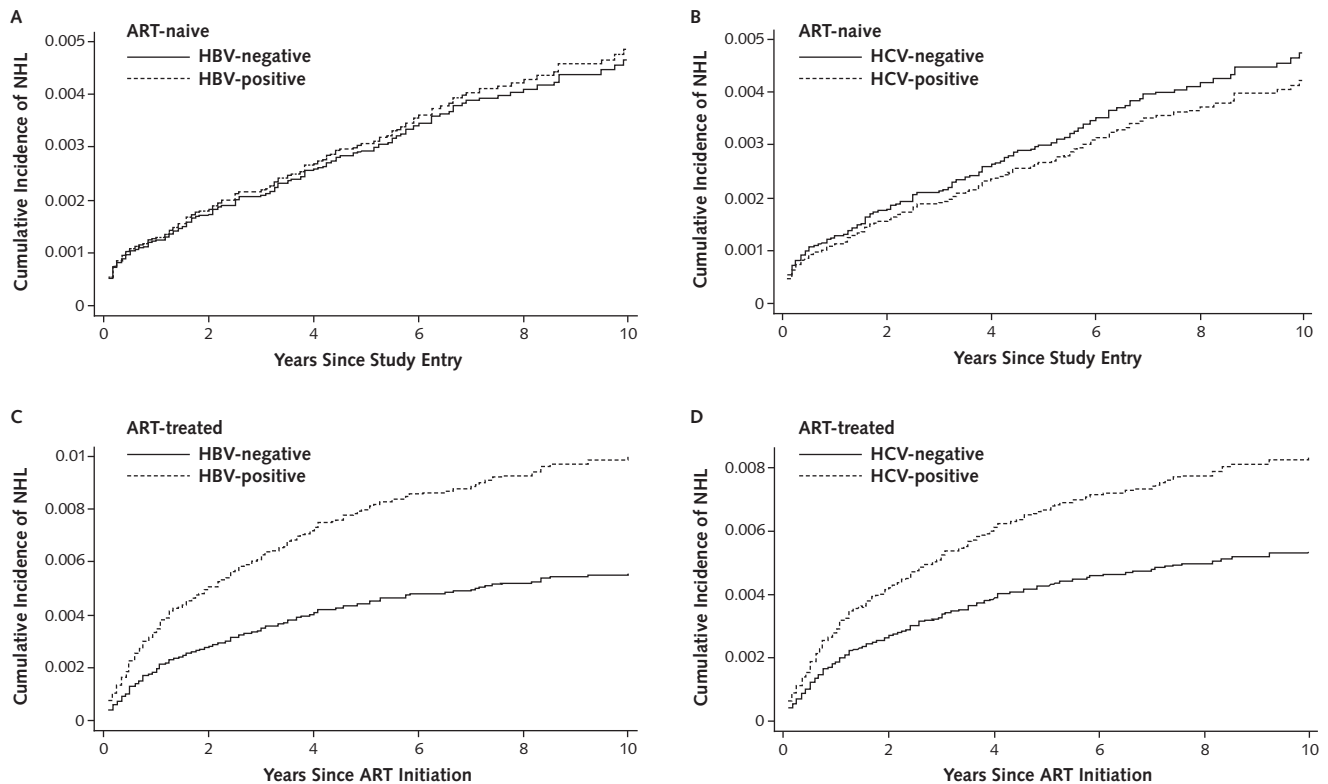 A
ART-naive
HBV-negative
HBV-positive
Cumulative Incidence of NHL
0.005
0.004
0.003
0.002
0.001
0
0 2 4 6 8 10
Years Since Study Entry
B
ART-naive
HCV-negative
HCV-positive
Cumulative Incidence of NHL
0.005
0.004
0.003
0.002
0.001
0
0 2 4 6 8 10
Years Since Study Entry
C
ART-treated
HBV-negative
HBV-positive
Cumulative Incidence of NHL
0.01
0.008
0.006
0.004
0.002
0
0 2 4 6 8 10
Years Since ART Initiation
D
ART-treated
HCV-negative
HCV-positive
Cumulative Incidence of NHL
0.008
0.006
0.004
0.002
0
0 2 4 6 8 10
Years Since ART Initiation